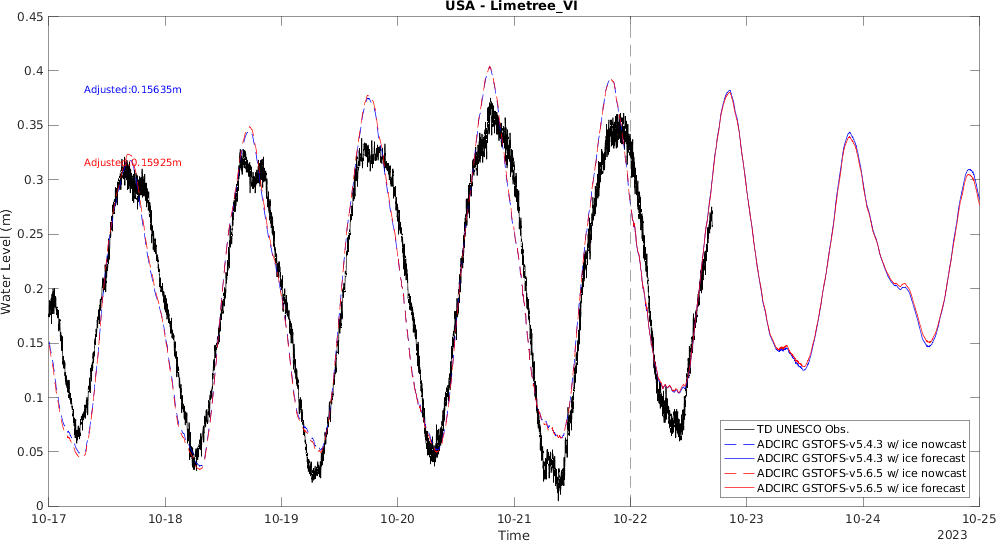 USA - Limetree_VI
0.45
0.4
0.35
0.3
0.25
0.2
0.15
0.1
0.05
0
Water Level (m)
Adjusted:0.15635m
Adjusted:0.15925m
TD UNESCO Obs.
ADCIRC GSTOFS-v5.4.3 w/ ice nowcast
ADCIRC GSTOFS-v5.4.3 w/ ice forecast
ADCIRC GSTOFS-v5.6.5 w/ ice nowcast
ADCIRC GSTOFS-v5.6.5 w/ ice forecast
10-17 10-18 10-19 10-20 10-21 10-22 10-23 10-24 10-25
Time
2023